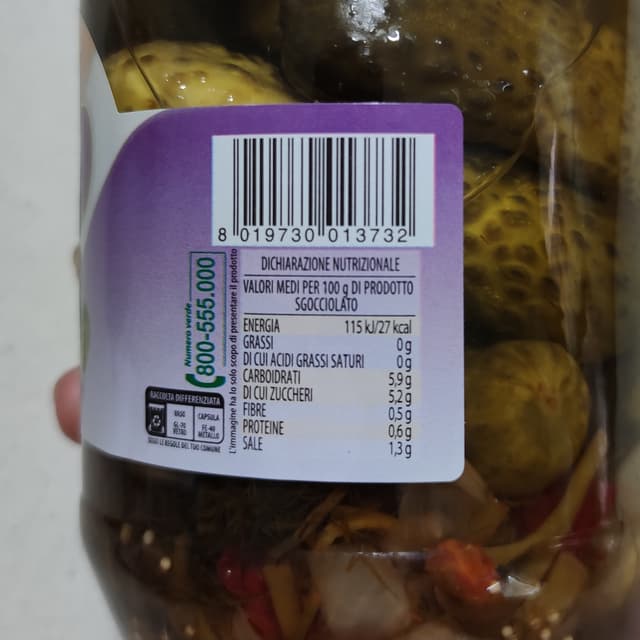 8 019730 013732
DICHIARAZIONE NUTRIZIONALE
VALORI MEDI PER 100 g DI PRODOTTO
SGOCCIOLATO
ENERGIA 115 kJ/27 kcal
GRASSI 0 g
DI CUI ACIDI GRASSI SATURI 0 g
CARBOIDRATI 5,9 g
DI CUI ZUCCHERI 5,2 g
FIBRE 0,5 g
PROTEINE 0,6 g
SALE 1,3 g
L'immagine ha il solo scopo di presentare il prodotto
Numero verde
800-555.000
RACCOLTA DIFFERENZIATA
VASO
GL-70
VETRO
CAPSULA
FE-40
METALLO
SEGUI LE REGOLE DEL TUO COMUNE